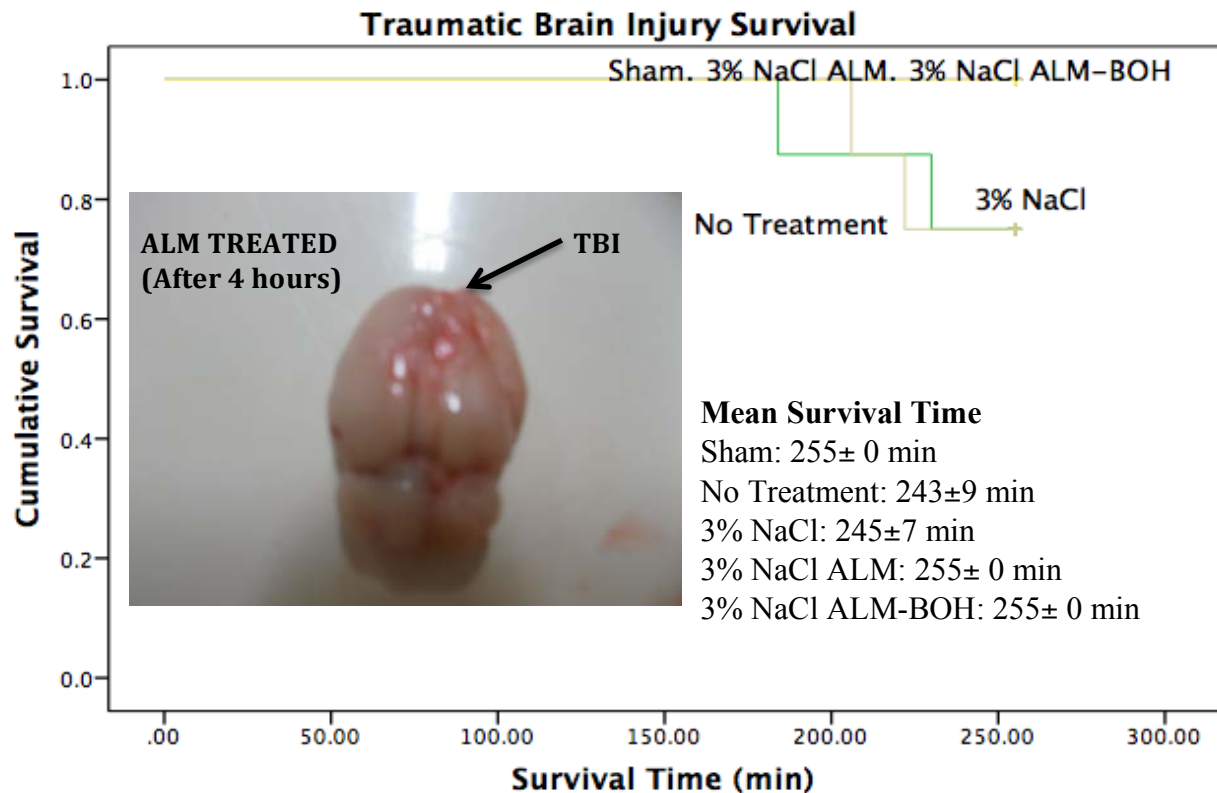 Traumatic Brain Injury Survival
Sham. 3% NaCl ALM. 3% NaCl ALM-BOH
1.0
0.8
0.6
0.4
0.2
0.0
Cumulative Survival
ALM TREATED
(After 4 hours)
TBI
3% NaCl
No Treatment
Mean Survival Time
Sham: 255± 0 min
No Treatment: 243±9 min
3% NaCl: 245±7 min
3% NaCl ALM: 255± 0 min
3% NaCl ALM-BOH: 255± 0 min
.00 50.00 100.00 150.00 200.00 250.00 300.00
Survival Time (min)